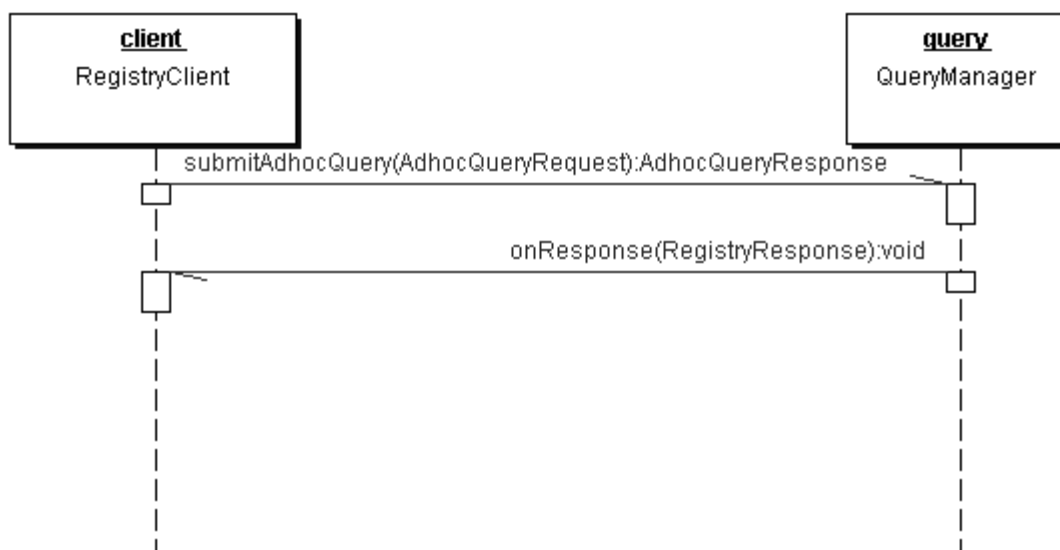 client
RegistryClient
query
QueryManager
submitAdhocQuery(AdhocQueryRequest):AdhocQueryResponse
onResponse(RegistryResponse):void